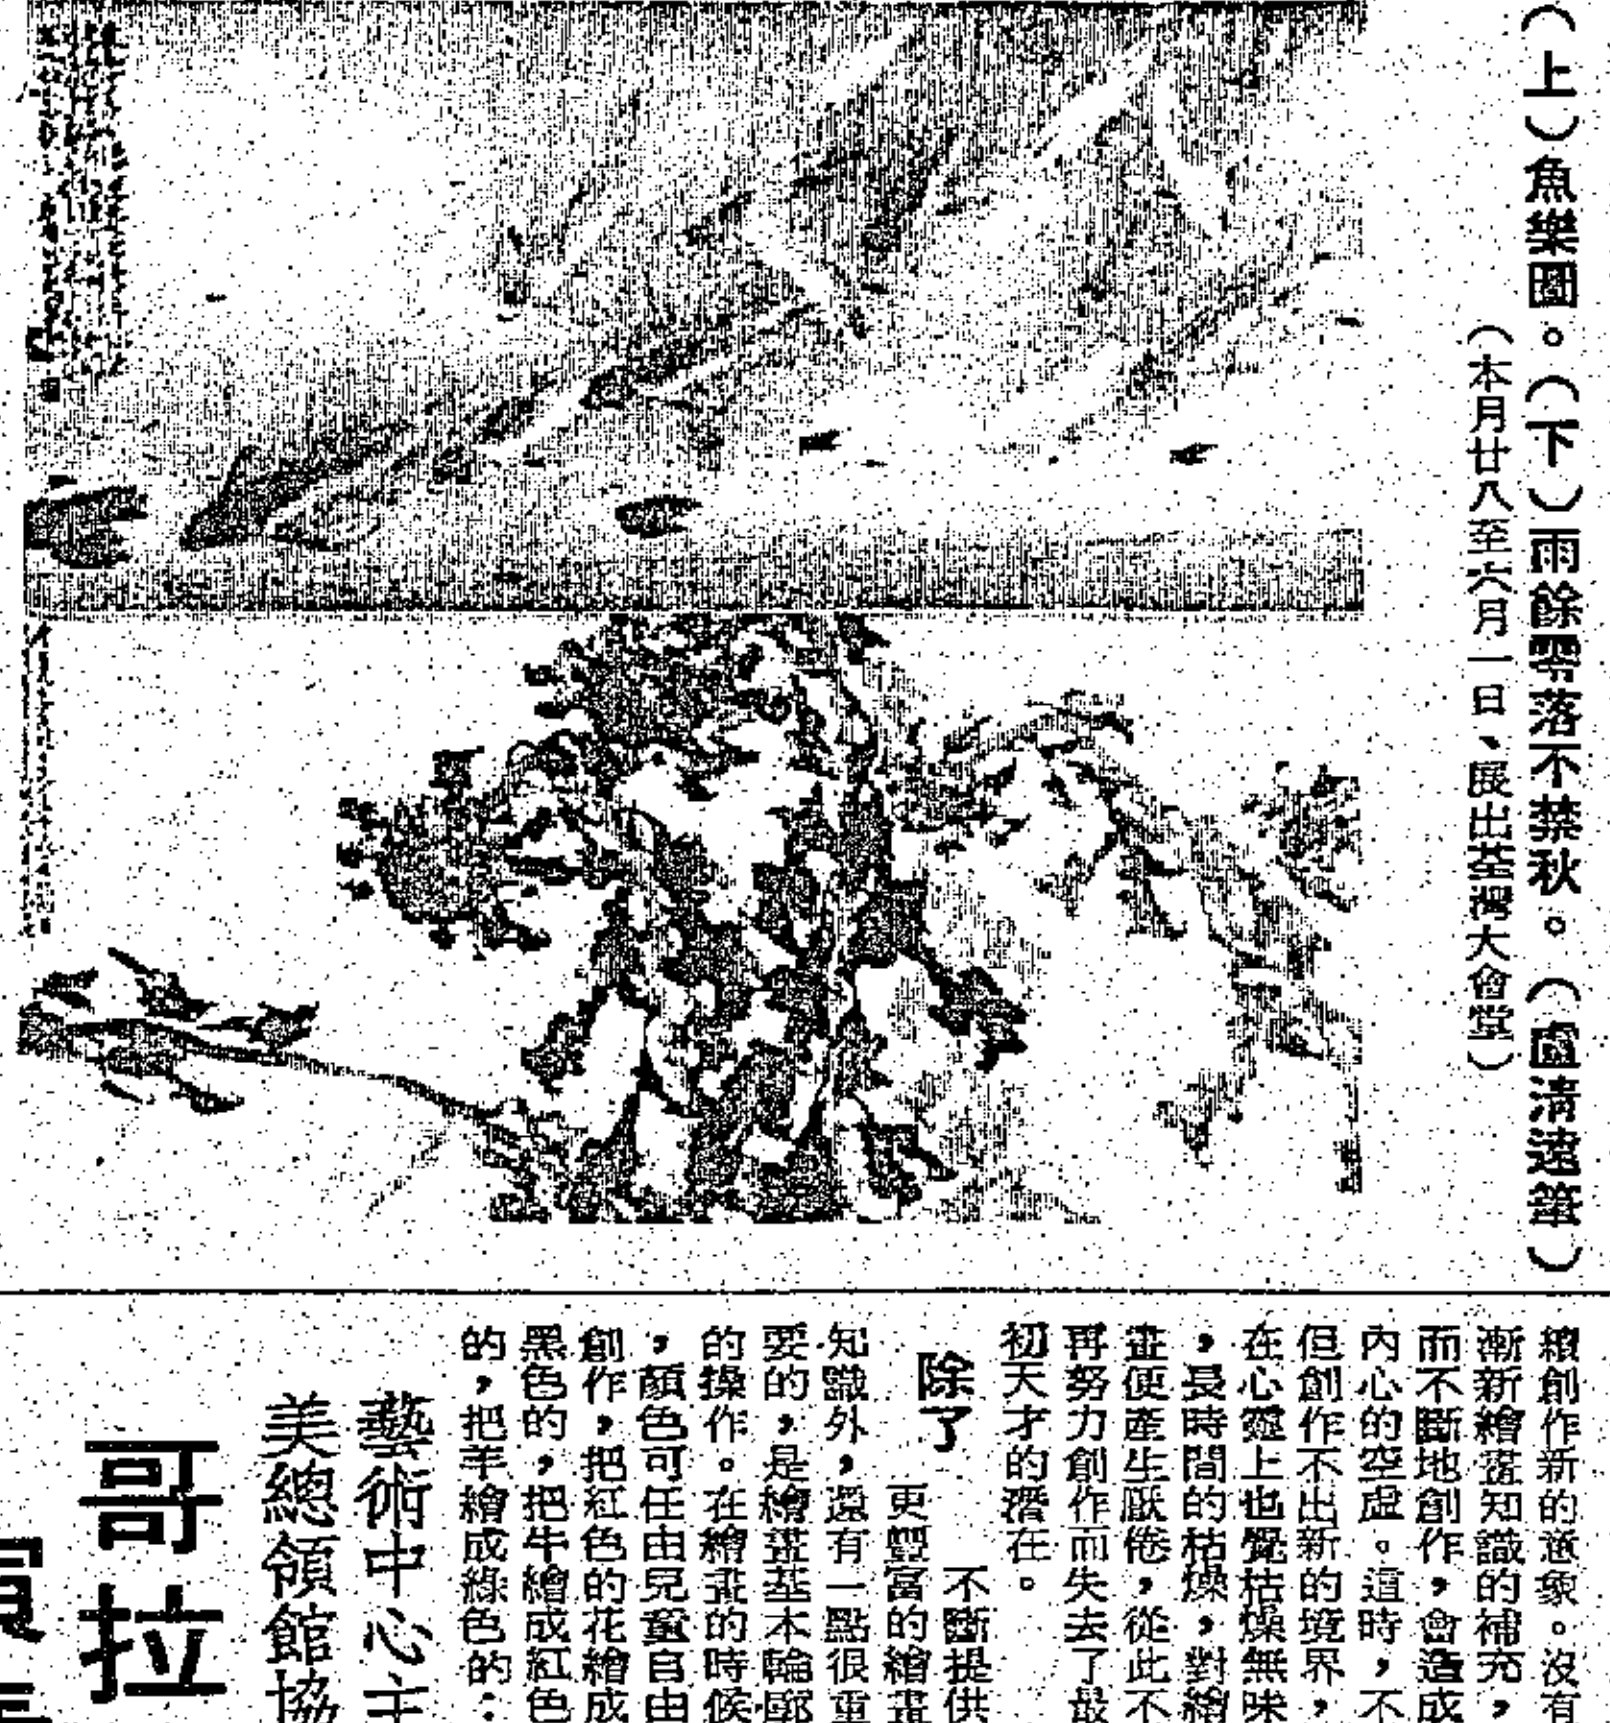 (上)魚樂圖。(下)雨餘零落不禁秋。(盧清遠筆)
(本月廿八至六月一日、展出荃灣大會堂)
續創作新的意象。沒有
漸新繪畫知識的補充,
而不斷地創作,會造成
內心的空虛。這時,不
但創作不出新的境界,
在心靈上也覺枯燥無味
,長時間的枯燥,對繪
畫便產生厭倦,從此不
再努力創作而失去了最
初天才的潛在。
除了
不斷提供
更豐富的繪畫
知識外,還有一點很重
要的,是繪畫基本輪廓
的操作。在繪畫的時候
,顏色可任由兒童自由
創作,把紅色的花繪成
黑色的,把牛繪成紅色
的,把羊繪成綠色的:
藝術中心主
美總領館協
哥拉